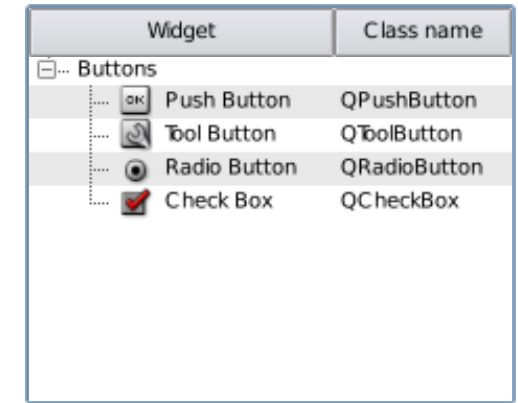 Widget Class name
Buttons
OK Push Button QPushButton
Tool Button QToolButton
Radio Button QRadioButton
Check Box QCheckBox